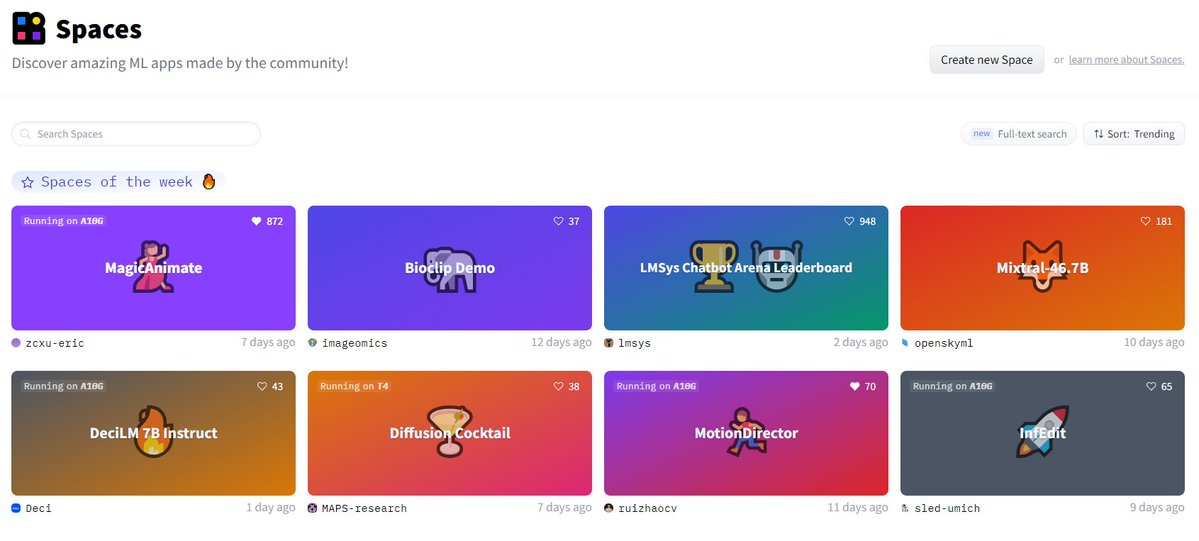 Spaces
Discover amazing ML apps made by the community!
Create new Space
or learn more about Spaces.
Search Spaces
new Full-text search
Sort: Trending
Spaces of the week
Running on A10G
872
MagicAnimate
zcxu-eric
7 days ago
37
Bioclip Demo
imageomics
12 days ago
948
LMSys Chatbot Arena Leaderboard
lmsys
2 days ago
181
Mixtral-46.7B
openskyml
10 days ago
Running on A10G
43
DeciLM 7B Instruct
Deci
1 day ago
Running on T4
38
Diffusion Cocktail
MAPS-research
7 days ago
Running on A10G
70
MotionDirector
ruizhaocv
11 days ago
Running on A10G
65
InfEdit
sled-umich
9 days ago